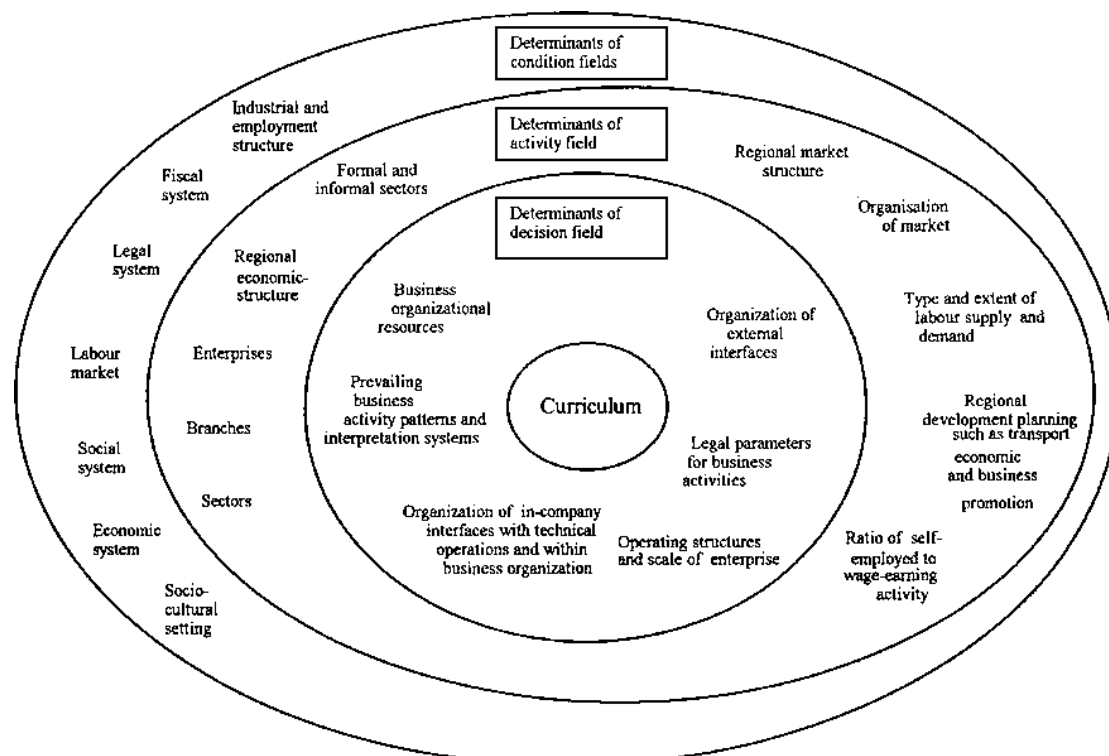 Determinants of
condition fields
Industrial and
employment
structure
Fiscal
system
Legal
system
Labour
market
Social
system
Economic
system
Socio-
cultural
setting
Determinants of
activity field
Formal and
informal sectors
Regional
economic-
structure
Enterprises
Branches
Sectors
Regional market
structure
Organisation
of market
Type and extent of
labour supply and
demand
Regional
development planning
such as transport
economic
and business
promotion
Ratio of self-
employed to
wage-earning
activity
Determinants of
decision field
Business
organizational
resources
Prevailing
business
activity patterns and
interpretation systems
Organization of in-company
interfaces with technical
operations and within
business organization
Organization of
external
interfaces
Legal parameters
for business
activities
Operating structures
and scale of enterprise
Curriculum